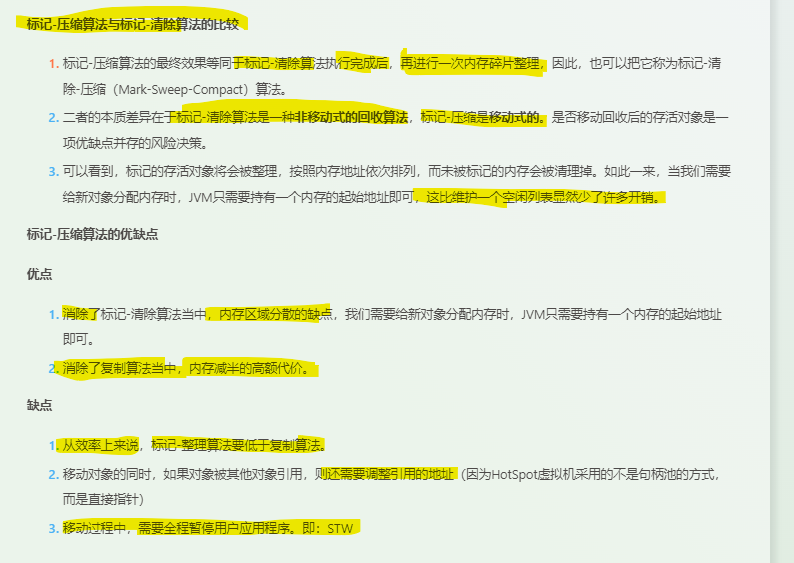 标记-压缩算法与标记-清除算法的比较
1. 标记-压缩算法的最终效果等同于标记-清除算法执行完成后，再进行一次内存碎片整理，因此，也可以把它称为标记-清
除-压缩（Mark-Sweep-Compact）算法。
2. 二者的本质差异在于标记-清除算法是一种非移动式的回收算法，标记-压缩是移动式的。是否移动回收后的存活对象是一
项优缺点并存的风险决策。
3. 可以看到，标记的存活对象将会被整理，按照内存地址依次排列，而未被标记的内存会被清理掉。如此一来，当我们需要
给新对象分配内存时，JVM只需要持有一个内存的起始地址即可，这比维护一个空闲列表显然少了许多开销。
标记-压缩算法的优缺点
优点
1. 消除了标记-清除算法当中，内存区域分散的缺点，我们需要给新对象分配内存时，JVM只需要持有一个内存的起始地址
即可。
2. 消除了复制算法当中，内存减半的高额代价。
缺点
1. 从效率上来说，标记-整理算法要低于复制算法。
2. 移动对象的同时，如果对象被其他对象引用，则还需要调整引用的地址（因为HotSpot虚拟机采用的不是句柄池的方式，
而是直接指针）
3. 移动过程中，需要全程暂停用户应用程序。即：STW